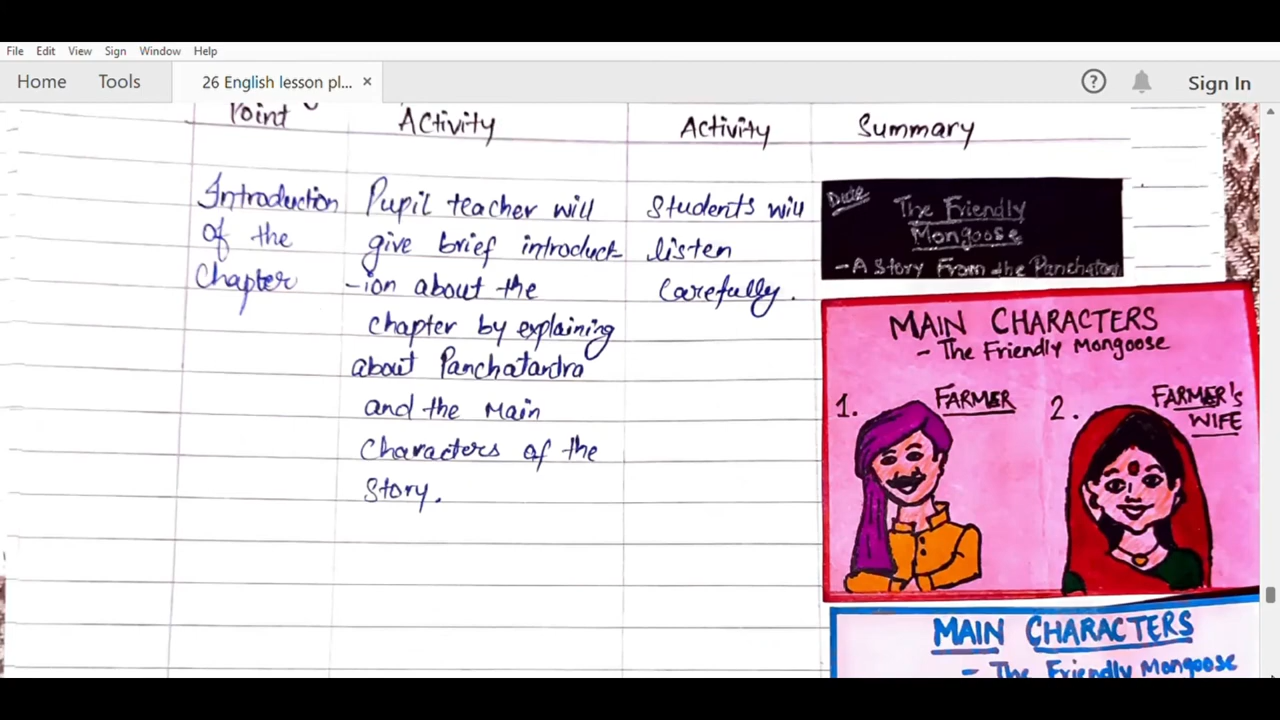 File Edit View Sign Window Help
Home Tools 26 English lesson pl... × Sign In
Point
Activity
Activity
Summary
Introduction
of the
Chapter
Pupil teacher will
give brief introduct
-ion about the
chapter by explaining
about Panchatandra
and the Main
Characters of the
Story.
Students will
listen
Carefully.
Date
The Friendly
Mongoose
- A Story From the Panchatan
MAIN CHARACTERS
- The Friendly Mongoose
1. FARMER
2. FARMER'S
WIFE
MAIN CHARACTERS
- The Friendly Mongoose